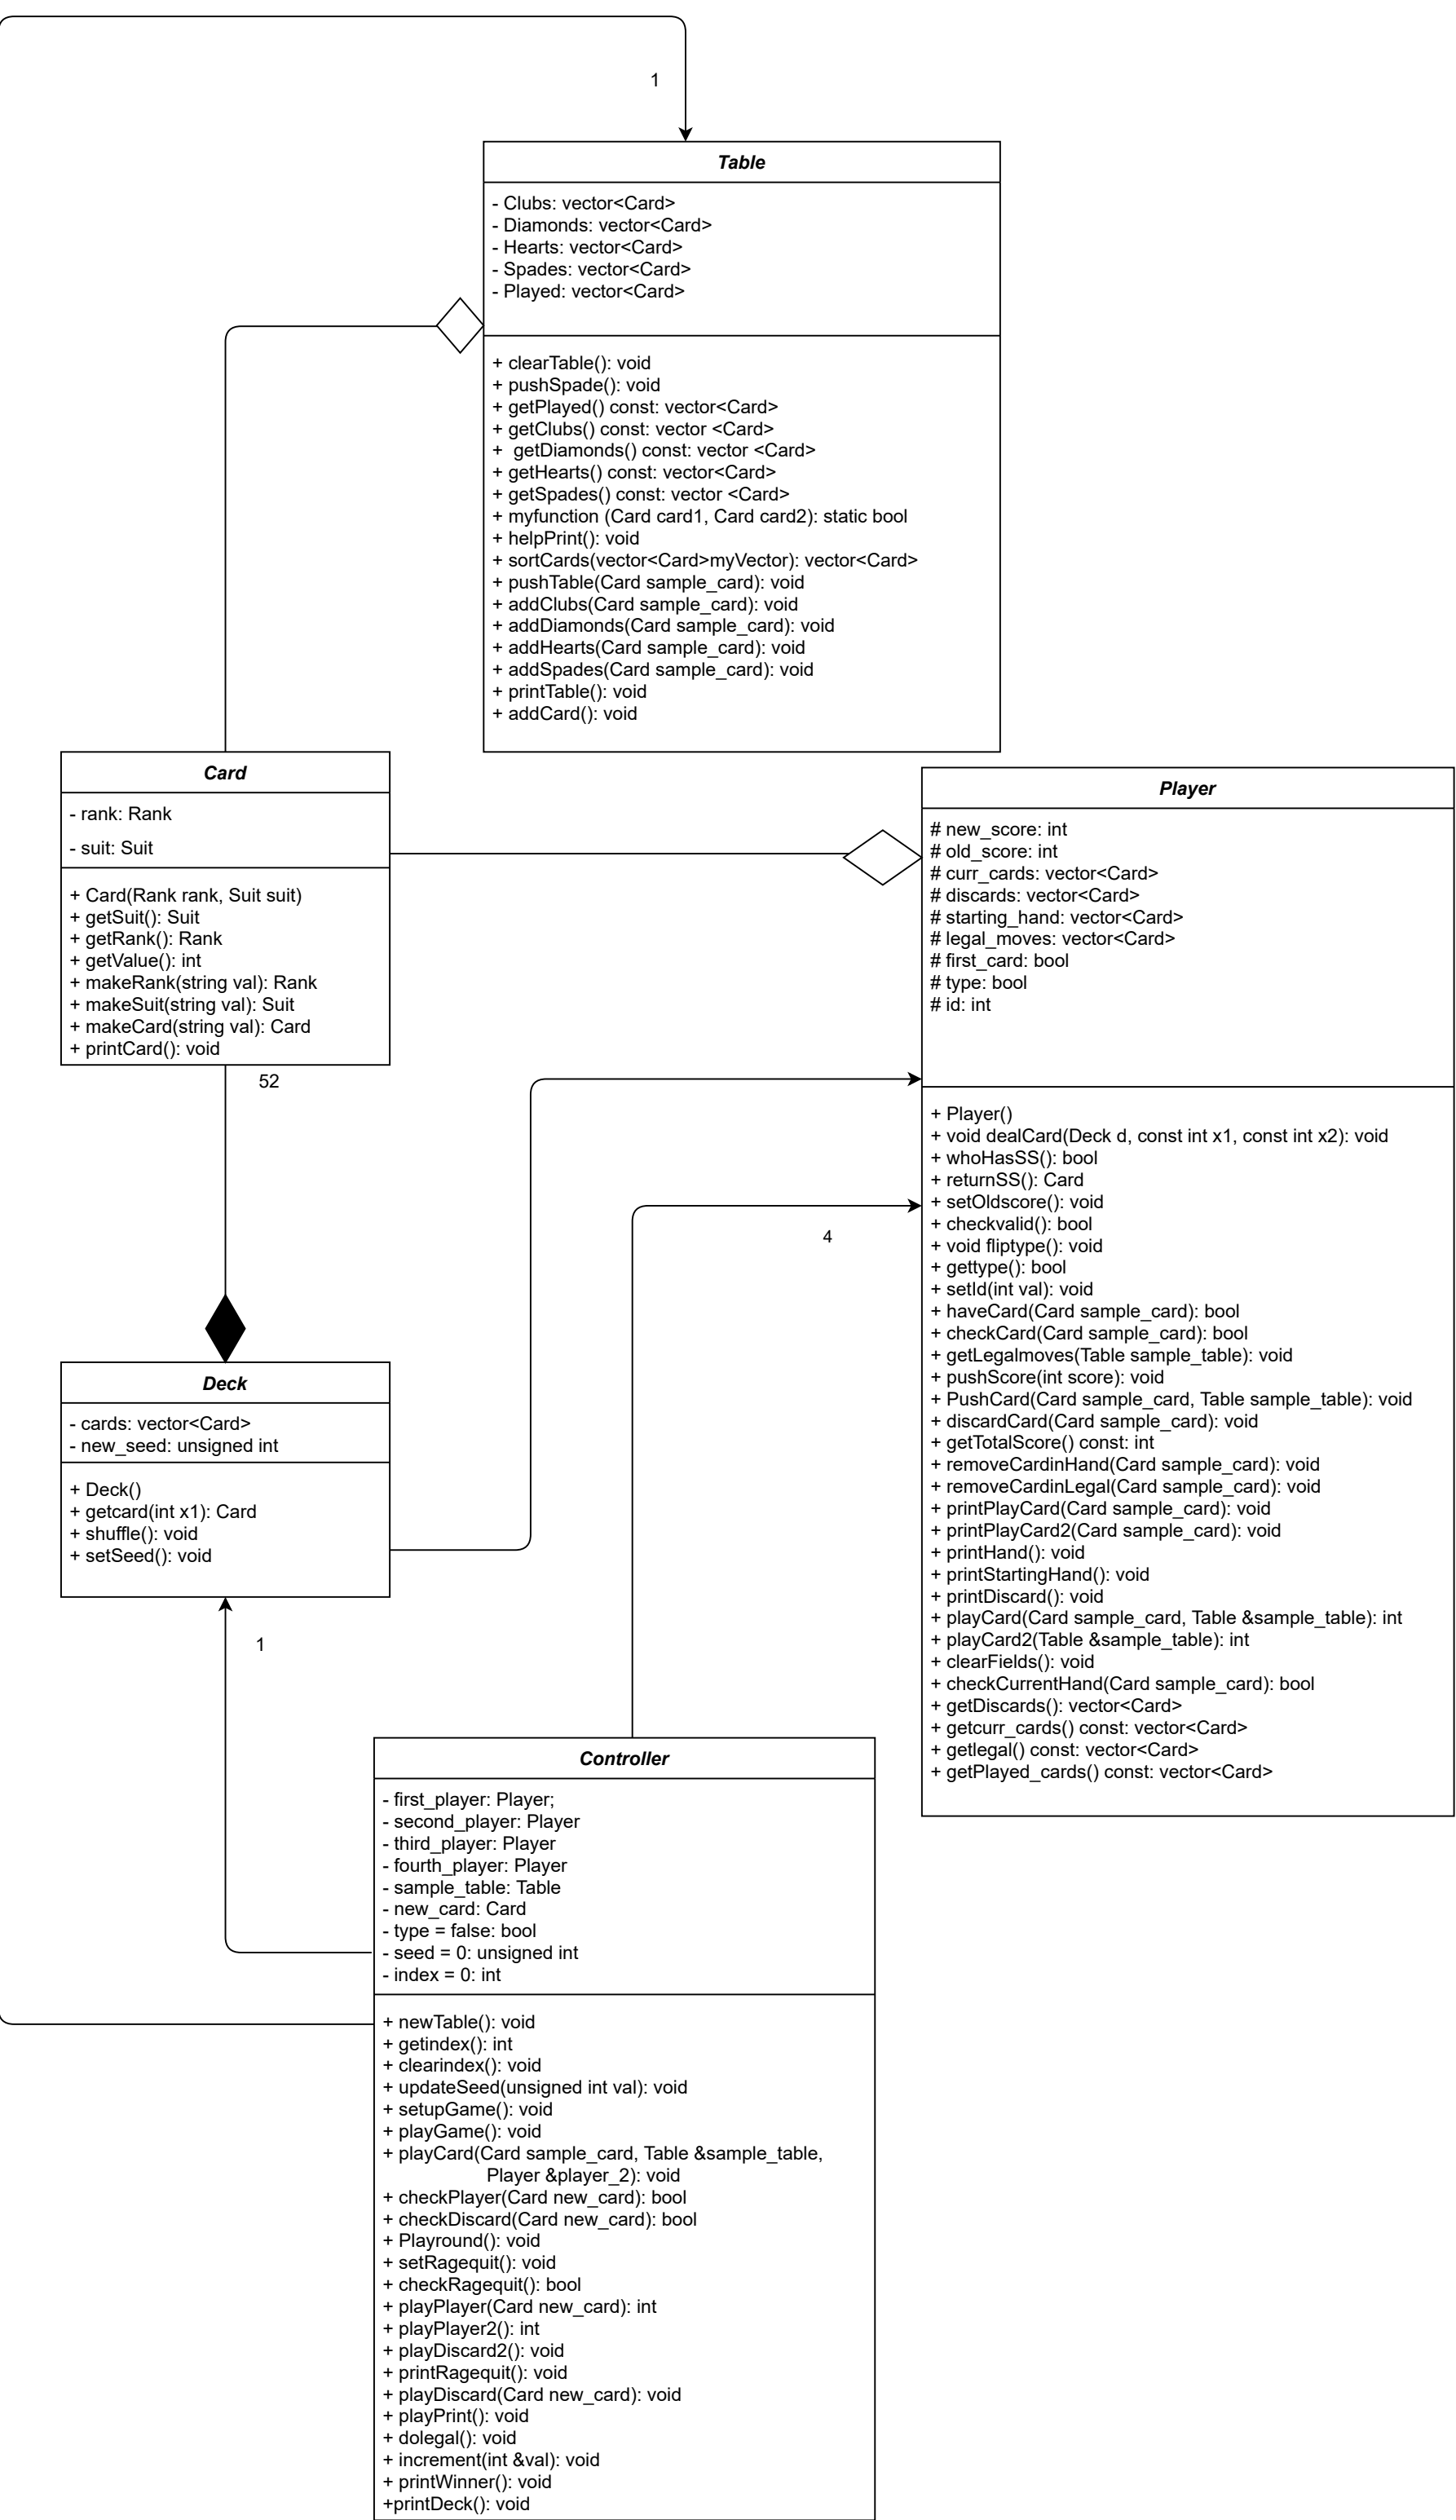 1
Table
- Clubs: vector<Card>
- Diamonds: vector<Card>
- Hearts: vector<Card>
- Spades: vector<Card>
- Played: vector<Card>
+ clearTable(): void
+ pushSpade(): void
+ getPlayed() const: vector<Card>
+ getClubs() const: vector <Card>
+  getDiamonds() const: vector <Card>
+ getHearts() const: vector<Card>
+ getSpades() const: vector <Card>
+ myfunction (Card card1, Card card2): static bool
+ helpPrint(): void
+ sortCards(vector<Card>myVector): vector<Card>
+ pushTable(Card sample_card): void
+ addClubs(Card sample_card): void
+ addDiamonds(Card sample_card): void
+ addHearts(Card sample_card): void
+ addSpades(Card sample_card): void
+ printTable(): void
+ addCard(): void
Card
- rank: Rank
- suit: Suit
+ Card(Rank rank, Suit suit)
+ getSuit(): Suit
+ getRank(): Rank
+ getValue(): int
+ makeRank(string val): Rank
+ makeSuit(string val): Suit
+ makeCard(string val): Card
+ printCard(): void
52
Player
# new_score: int
# old_score: int
# curr_cards: vector<Card>
# discards: vector<Card>
# starting_hand: vector<Card>
# legal_moves: vector<Card>
# first_card: bool
# type: bool
# id: int
+ Player()
+ void dealCard(Deck d, const int x1, const int x2): void
+ whoHasSS(): bool
+ returnSS(): Card
+ setOldscore(): void
+ checkvalid(): bool
+ void fliptype(): void
+ gettype(): bool
+ setId(int val): void
+ haveCard(Card sample_card): bool
+ checkCard(Card sample_card): bool
+ getLegalmoves(Table sample_table): void
+ pushScore(int score): void
+ PushCard(Card sample_card, Table sample_table): void
+ discardCard(Card sample_card): void
+ getTotalScore() const: int
+ removeCardinHand(Card sample_card): void
+ removeCardinLegal(Card sample_card): void
+ printPlayCard(Card sample_card): void
+ printPlayCard2(Card sample_card): void
+ printHand(): void
+ printStartingHand(): void
+ printDiscard(): void
+ playCard(Card sample_card, Table &sample_table): int
+ playCard2(Table &sample_table): int
+ clearFields(): void
+ checkCurrentHand(Card sample_card): bool
+ getDiscards(): vector<Card>
+ getcurr_cards() const: vector<Card>
+ getlegal() const: vector<Card>
+ getPlayed_cards() const: vector<Card>
4
Deck
- cards: vector<Card>
- new_seed: unsigned int
+ Deck()
+ getcard(int x1): Card
+ shuffle(): void
+ setSeed(): void
1
Controller
- first_player: Player;
- second_player: Player
- third_player: Player
- fourth_player: Player
- sample_table: Table
- new_card: Card
- type = false: bool
- seed = 0: unsigned int
- index = 0: int
+ newTable(): void
+ getindex(): int
+ clearindex(): void
+ updateSeed(unsigned int val): void
+ setupGame(): void
+ playGame(): void
+ playCard(Card sample_card, Table &sample_table,
Player &player_2): void
+ checkPlayer(Card new_card): bool
+ checkDiscard(Card new_card): bool
+ Playround(): void
+ setRagequit(): void
+ checkRagequit(): bool
+ playPlayer(Card new_card): int
+ playPlayer2(): int
+ playDiscard2(): void
+ printRagequit(): void
+ playDiscard(Card new_card): void
+ playPrint(): void
+ dolegal(): void
+ increment(int &val): void
+ printWinner(): void
+printDeck(): void